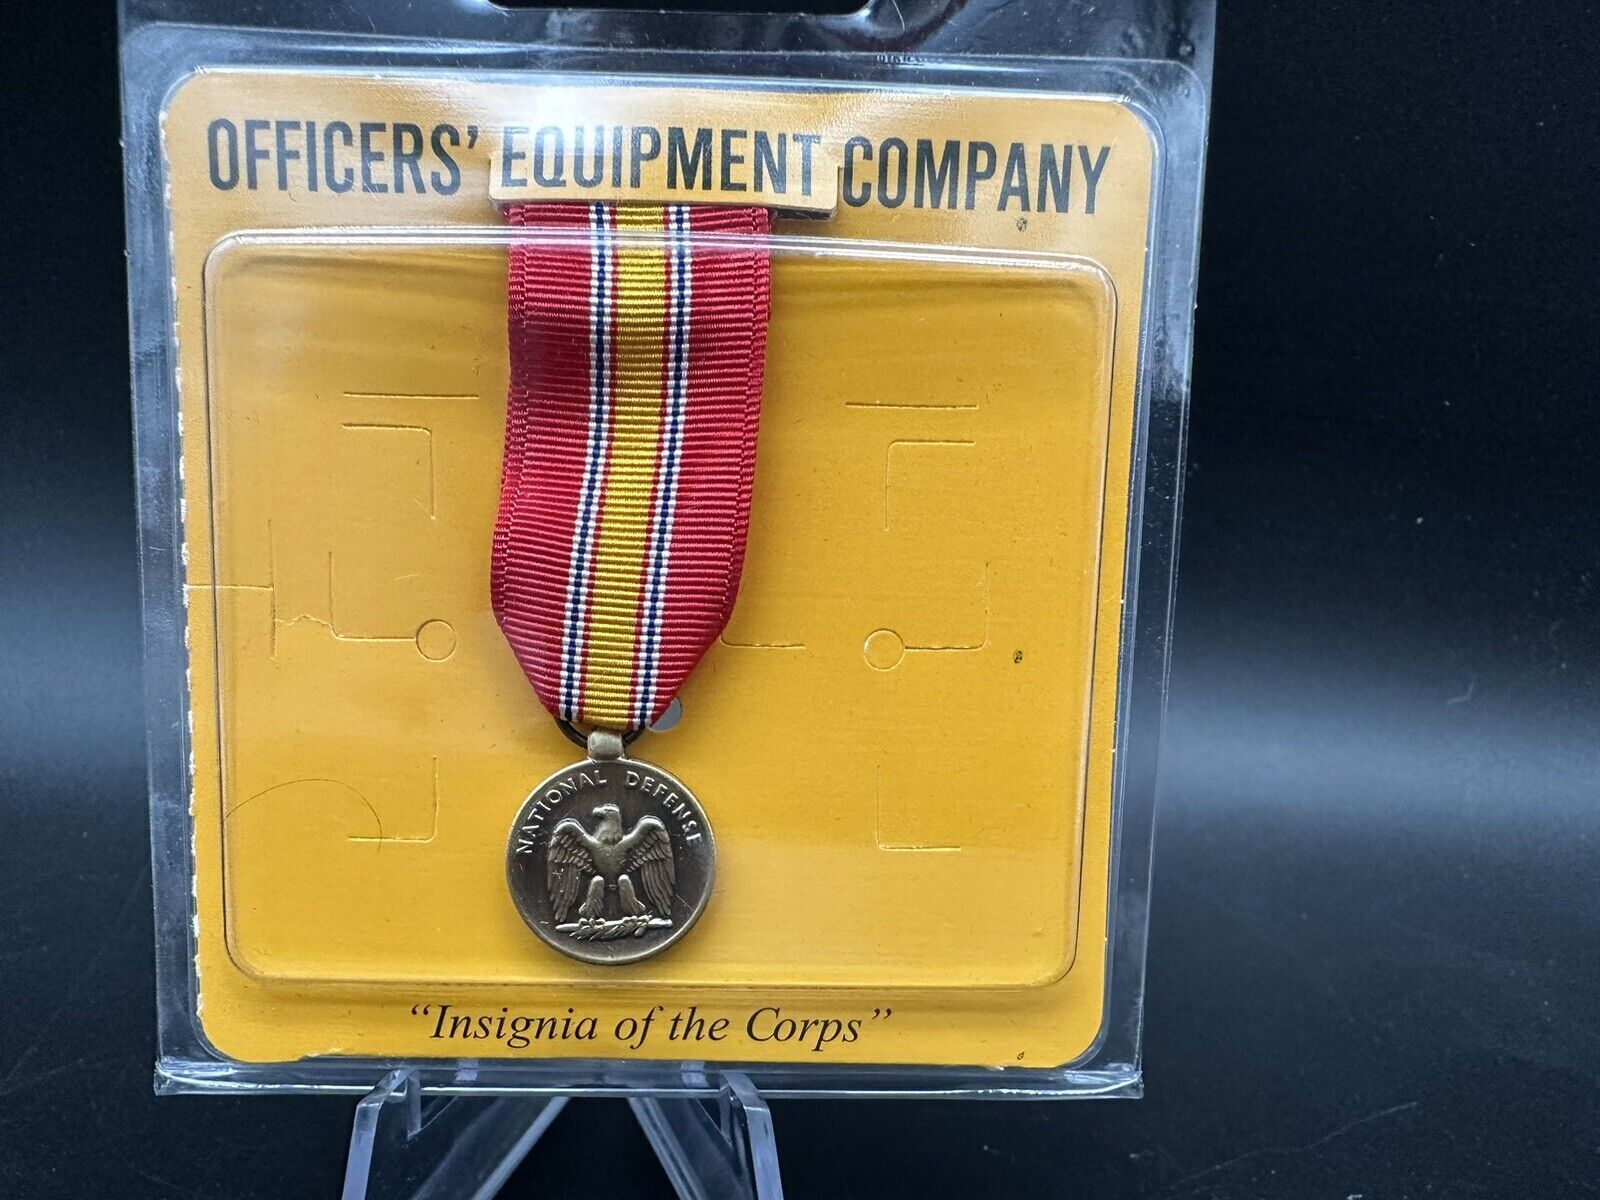 OFFICERS' EQUIPMENT COMPANY
NATIONAL DEFENSE
"Insignia of the Corps"